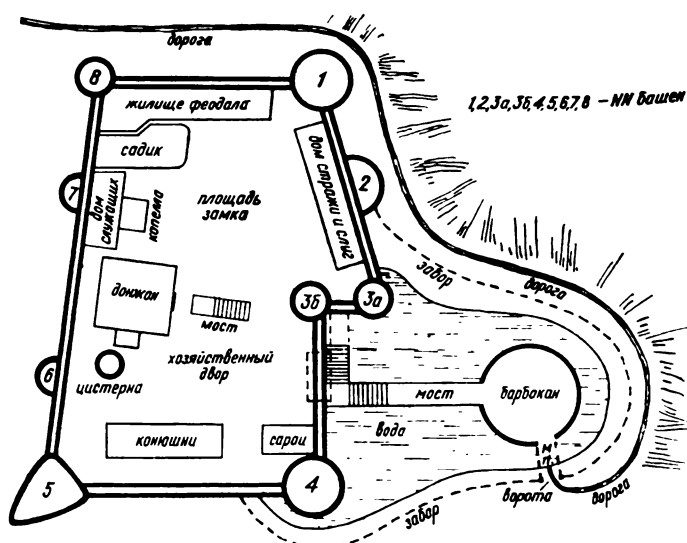 дорога
8
1
1,2,3а,3б,4,5,6,7,8 – NN башен
жилище феодала
садик
дом стражи и слуг
2
7
дом
служащих
капелла
площадь
замка
забор
дорога
донжон
мост
3б
3а
хозяйственный
двор
6
цистерна
мост
барбокан
вода
конюшни
сараи
М
П
5
4
ворота
дорога
забор